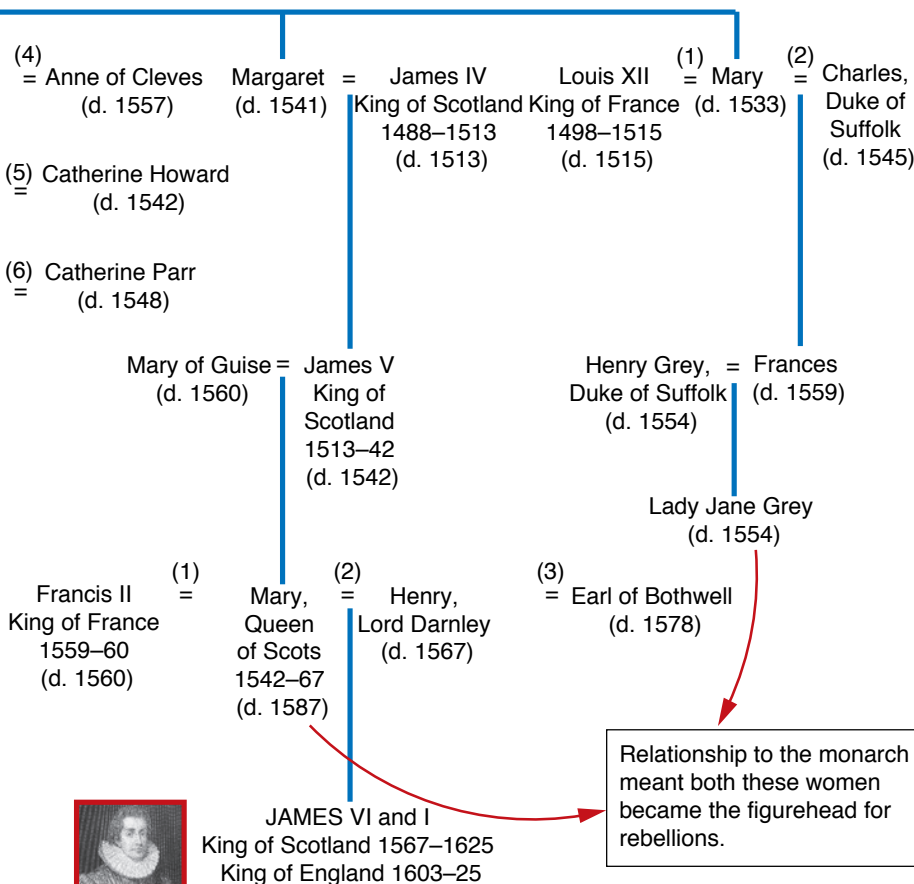 (4)
= Anne of Cleves
(d. 1557)
Margaret
(d. 1541)
=
James IV
King of Scotland
1488–1513
(d. 1513)
Louis XII
King of France
1498–1515
(d. 1515)
(1)
=
Mary
(d. 1533)
(2)
=
Charles,
Duke of
Suffolk
(d. 1545)
(5)
= Catherine Howard
(d. 1542)
(6)
= Catherine Parr
(d. 1548)
Mary of Guise
(d. 1560)
=
James V
King of
Scotland
1513–42
(d. 1542)
Henry Grey,
Duke of Suffolk
(d. 1554)
=
Frances
(d. 1559)
Lady Jane Grey
(d. 1554)
Francis II
King of France
1559–60
(d. 1560)
(1)
=
Mary,
Queen
of Scots
1542–67
(d. 1587)
(2)
=
Henry,
Lord Darnley
(d. 1567)
(3)
= Earl of Bothwell
(d. 1578)
Relationship to the monarch
meant both these women
became the figurehead for
rebellions.
JAMES VI and I
King of Scotland 1567–1625
King of England 1603–25